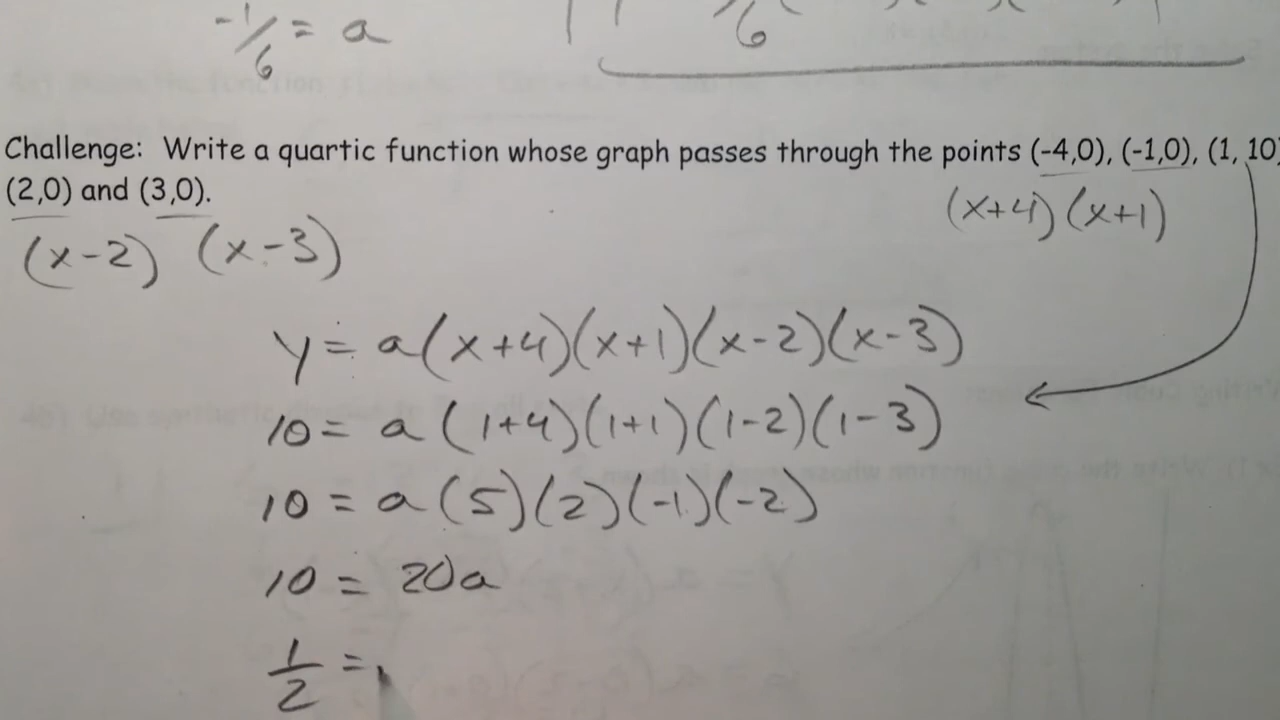 -1/6 = a
6
Challenge: Write a quartic function whose graph passes through the points (-4,0), (-1,0), (1, 10)
(2,0) and (3,0).
(x+4) (x+1)
(x-2) (x-3)
y = a(x+4)(x+1)(x-2)(x-3)
10 = a(1+4)(1+1)(1-2)(1-3)
10 = a(5)(2)(-1)(-2)
10 = 20a
1/2 =